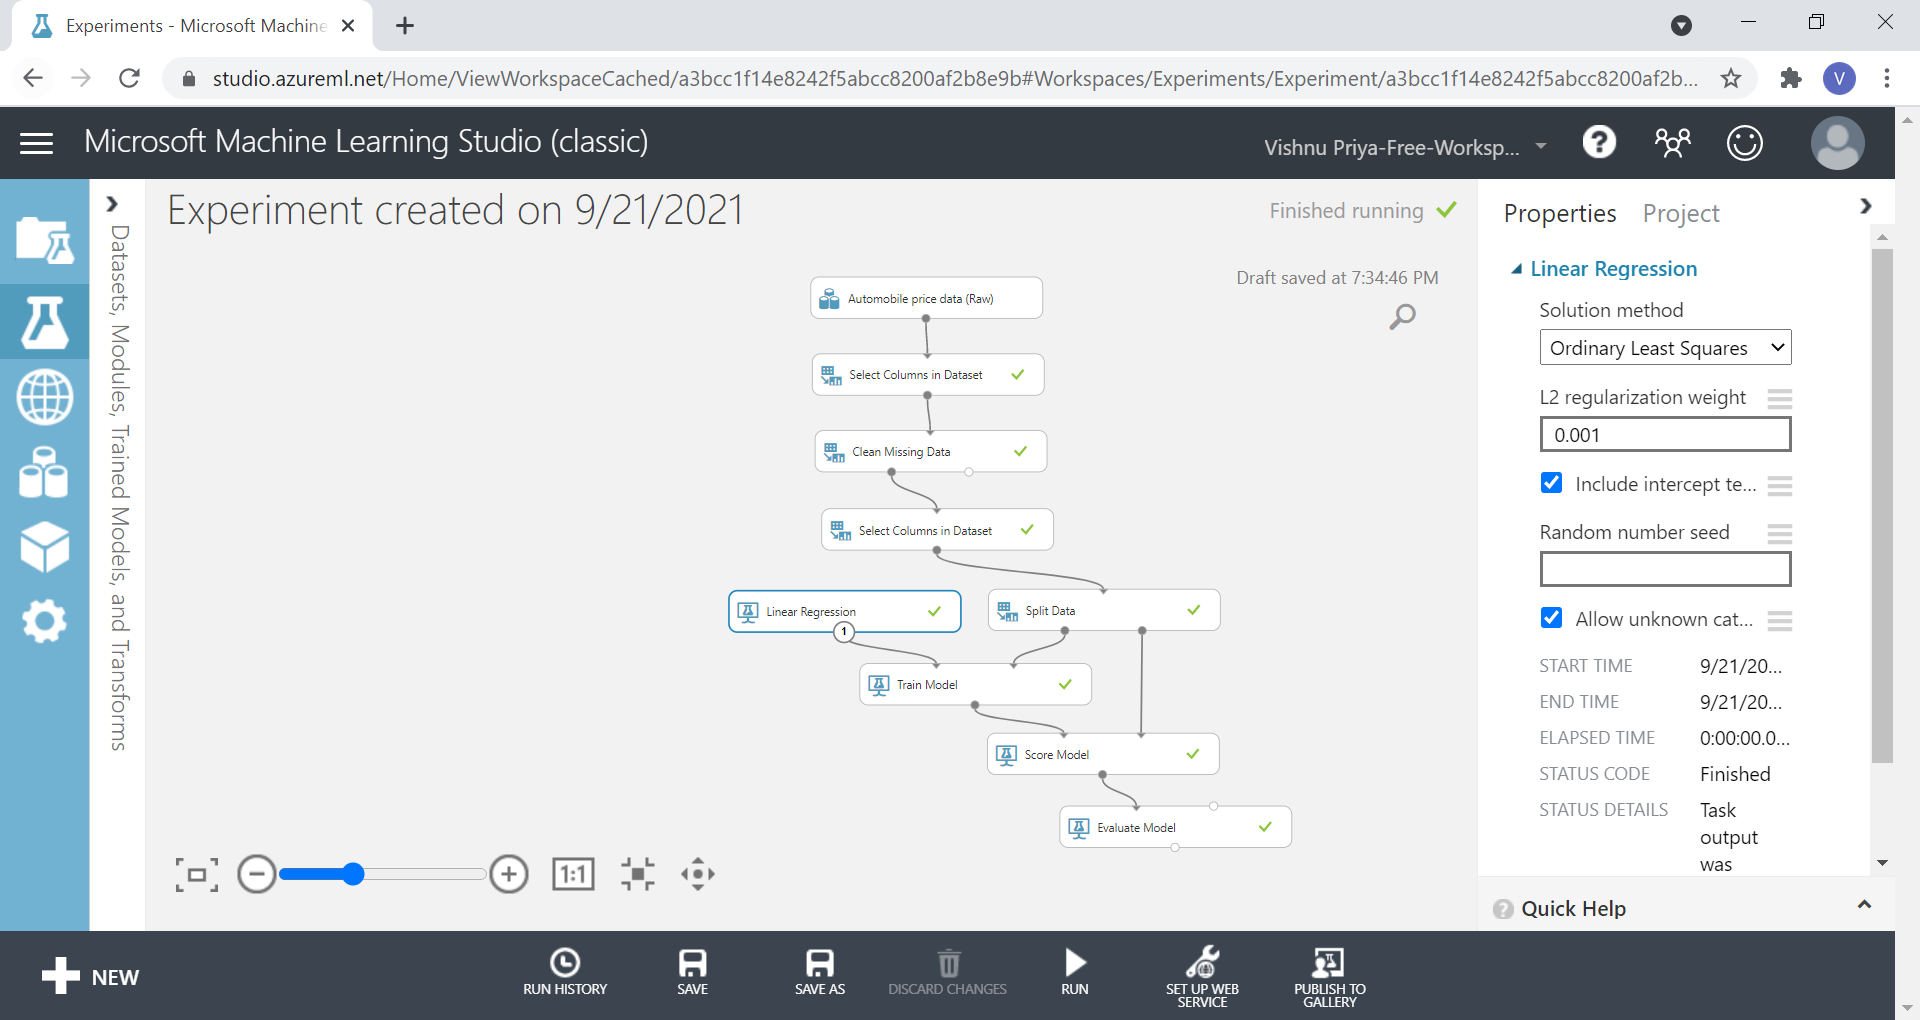 Experiments - Microsoft Machine
studio.azureml.net/Home/ViewWorkspaceCached/a3bcc1f14e8242f5abcc8200af2b8e9b#Workspaces/Experiments/Experiment/a3bcc1f14e8242f5abcc8200af2b...
V
Microsoft Machine Learning Studio (classic)
Vishnu Priya-Free-Worksp...
?
Experiment created on 9/21/2021
Finished running
Draft saved at 7:34:46 PM
Datasets, Modules, Trained Models, and Transforms
Automobile price data (Raw)
Select Columns in Dataset
Clean Missing Data
Select Columns in Dataset
Linear Regression
1
Split Data
Train Model
Score Model
Evaluate Model
1:1
Properties Project
Linear Regression
Solution method
Ordinary Least Squares
L2 regularization weight
0.001
Include intercept te...
Random number seed
Allow unknown cat...
START TIME 9/21/20...
END TIME 9/21/20...
ELAPSED TIME 0:00:00.0...
STATUS CODE Finished
STATUS DETAILS Task
output
was
? Quick Help
NEW
RUN HISTORY
SAVE
SAVE AS
DISCARD CHANGES
RUN
SET UP WEB
SERVICE
PUBLISH TO
GALLERY